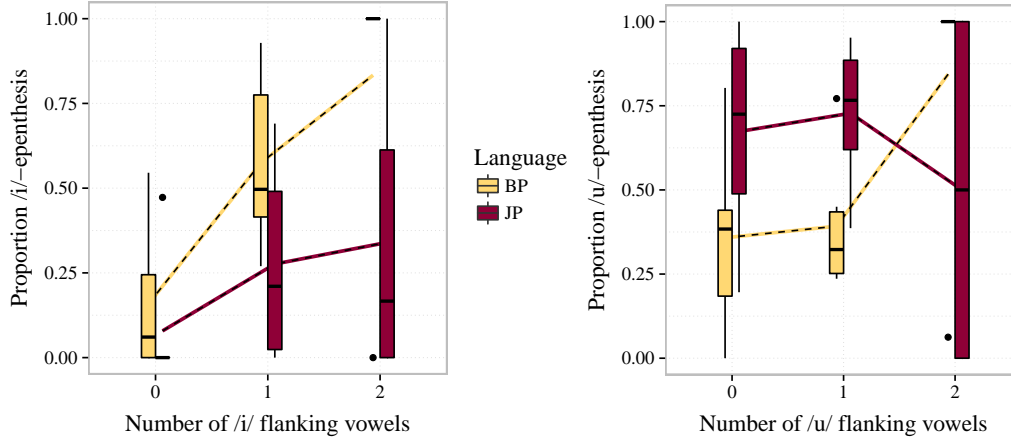 1.00
0.75
0.50
0.25
0.00
Proportion /i/−epenthesis
0 1 2
Number of /i/ flanking vowels
Language
BP
JP
1.00
0.75
0.50
0.25
0.00
Proportion /u/−epenthesis
0 1 2
Number of /u/ flanking vowels